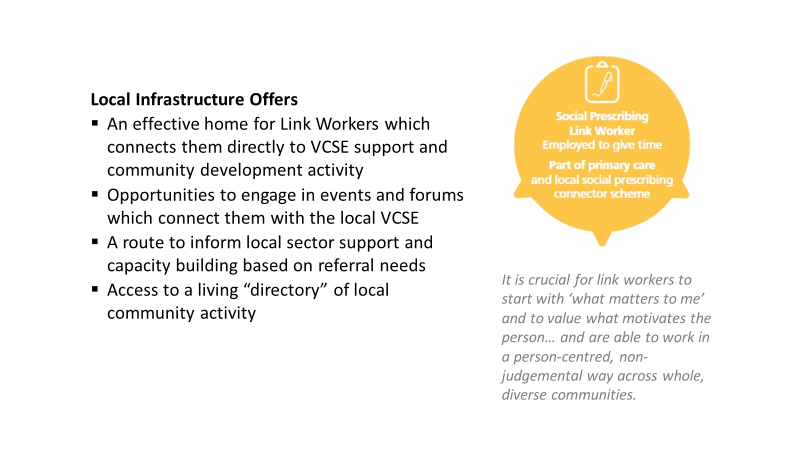 Local Infrastructure Offers
▪ An effective home for Link Workers which
connects them directly to VCSE support and
community development activity
▪ Opportunities to engage in events and forums
which connect them with the local VCSE
▪ A route to inform local sector support and
capacity building based on referral needs
▪ Access to a living “directory” of local
community activity
Social Prescribing
Link Worker
Employed to give time
Part of primary care
and local social prescribing
connector scheme
It is crucial for link workers to
start with ‘what matters to me’
and to value what motivates the
person… and are able to work in
a person-centred, non-
judgemental way across whole,
diverse communities.